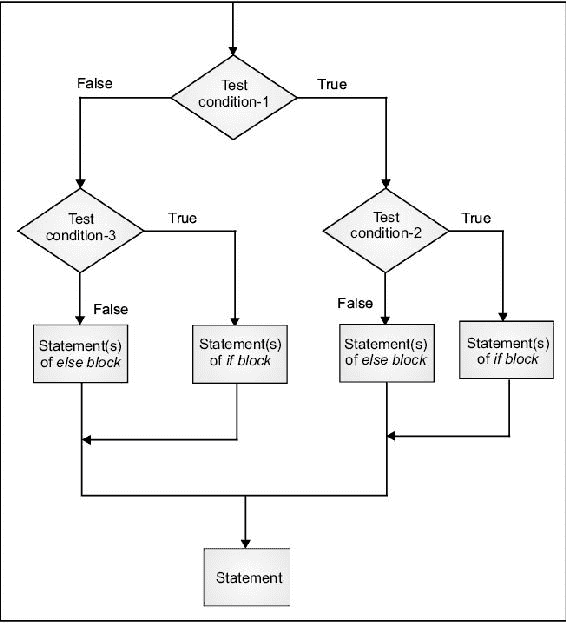 Test
condition-1
False
True
Test
condition-3
True
Test
condition-2
True
False
False
Statement(s)
of else block
Statement(s)
of if block
Statement(s)
of else block
Statement(s)
of if block
Statement